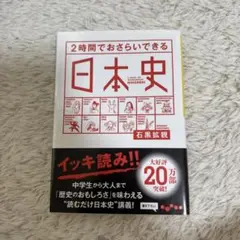 2時間でおさらいできる
日本史
石黒拡親
イッキ読み!!
中学生から大人まで
「歴史のおもしろさ」を味わえる
“読むだけ日本史”講義!
大好評
20万部
突破!